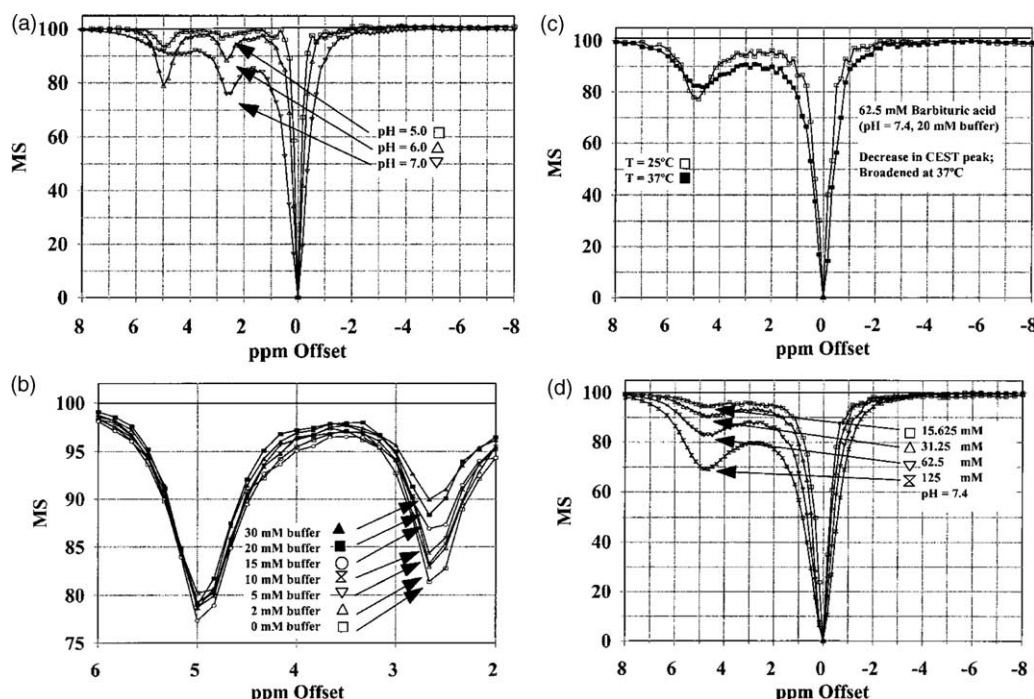 (a)
MS
100
80
60
40
20
0
pH = 5.0 □
pH = 6.0 △
pH = 7.0 ▽
8 6 4 2 0 -2 -4 -6 -8
ppm Offset
(c)
MS
100
80
60
40
20
0
62.5 mM Barbituric acid
(pH = 7.4, 20 mM buffer)
Decrease in CEST peak;
Broadened at 37ºC
T = 25ºC □
T = 37ºC ■
8 6 4 2 0 -2 -4 -6 -8
ppm Offset
(b)
MS
100
95
90
85
80
75
30 mM buffer ▲
20 mM buffer ■
15 mM buffer ○
10 mM buffer ⧖
5 mM buffer ▽
2 mM buffer △
0 mM buffer □
6 5 4 3 2
ppm Offset
(d)
MS
100
80
60
40
20
0
□ 15.625 mM
△ 31.25 mM
▽ 62.5 mM
⧖ 125 mM
pH = 7.4
8 6 4 2 0 -2 -4 -6 -8
ppm Offset